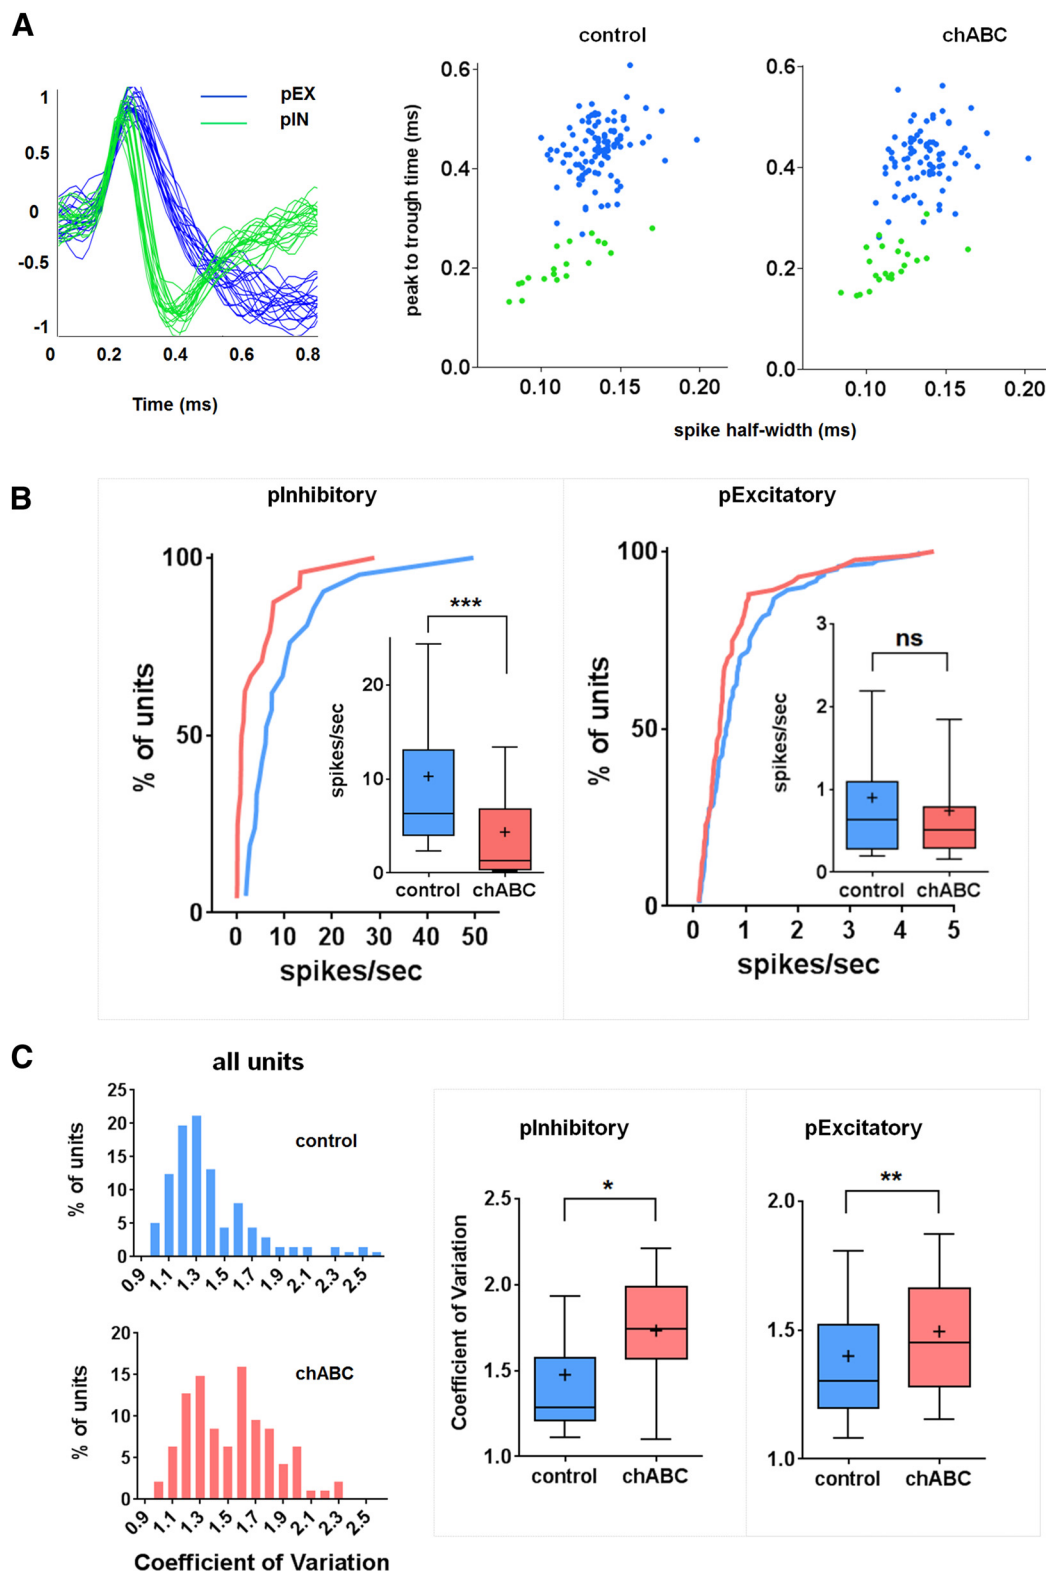 A
control
chABC
pEX
pIN
1
0.5
0
-0.5
-1
0
0.2
0.4
0.6
0.8
Time (ms)
peak to trough time (ms)
0.6
0.4
0.2
0.0
0.10
0.15
0.20
0.6
0.4
0.2
0.0
0.10
0.15
0.20
spike half-width (ms)
B
pInhibitory
pExcitatory
% of units
100
50
0
0
10
20
30
40
50
spikes/sec
***
spikes/sec
20
10
0
control
chABC
% of units
100
50
0
0
1
2
3
4
5
spikes/sec
ns
spikes/sec
3
2
1
0
control
chABC
C
all units
control
% of units
25
20
15
10
5
0
0.9
1.1
1.3
1.5
1.7
1.9
2.1
2.3
2.5
chABC
% of units
20
15
10
5
0
0.9
1.1
1.3
1.5
1.7
1.9
2.1
2.3
2.5
Coefficient of Variation
pInhibitory
*
Coefficient of Variation
2.5
2.0
1.5
1.0
control
chABC
pExcitatory
**
2.0
1.5
1.0
control
chABC